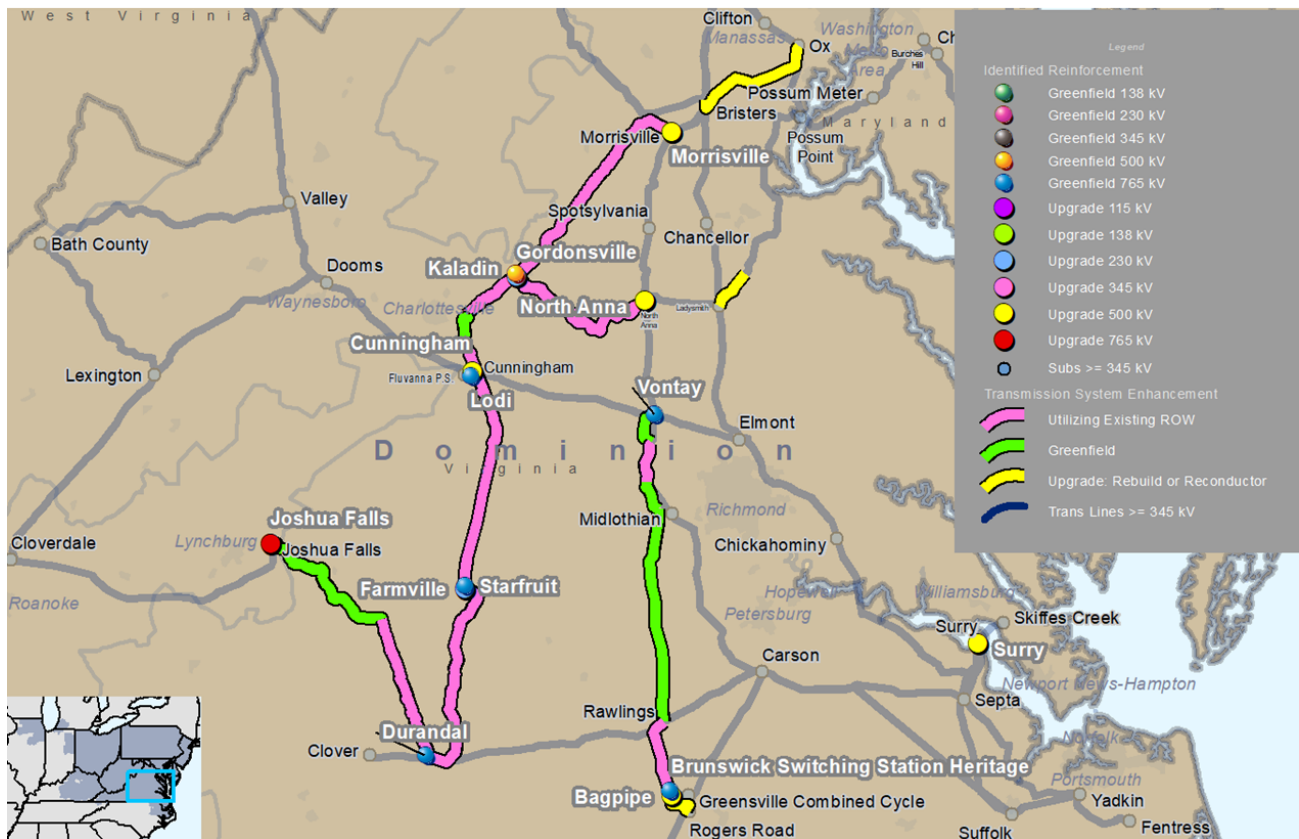 West Virginia
Clifton
Manassas
Ox
Washington
Metro
Area
Burches
Hill
Ch
Possum Meter
Bristers
Maryland
Possum
Point
Morrisville
Morrisville
Valley
Bath County
Spotsylvania
Chancellor
Gordonsville
Kaladin
Dooms
Waynesboro
Charlottesville
North Anna
North
Anna
Ladysmith
Cunningham
Cunningham
Fluvanna P.S.
Lexington
Lodi
Vontay
Elmont
Dominion
Virginia
Midlothian
Richmond
Joshua Falls
Lynchburg
Joshua Falls
Cloverdale
Chickahominy
Roanoke
Farmville
Starfruit
Hopewell
Williamsburg
Petersburg
Surry
Skiffes Creek
Surry
Carson
Newport News-Hampton
Septa
Rawlings
Durandal
Clover
Norfolk
Brunswick Switching Station Heritage
Bagpipe
Greensville Combined Cycle
Rogers Road
Portsmouth
Yadkin
Suffolk
Fentress
Legend
Identified Reinforcement
Greenfield 138 kV
Greenfield 230 kV
Greenfield 345 kV
Greenfield 500 kV
Greenfield 765 kV
Upgrade 115 kV
Upgrade 138 kV
Upgrade 230 kV
Upgrade 345 kV
Upgrade 500 kV
Upgrade 765 kV
Subs >= 345 kV
Transmission System Enhancement
Utilizing Existing ROW
Greenfield
Upgrade: Rebuild or Reconductor
Trans Lines >= 345 kV